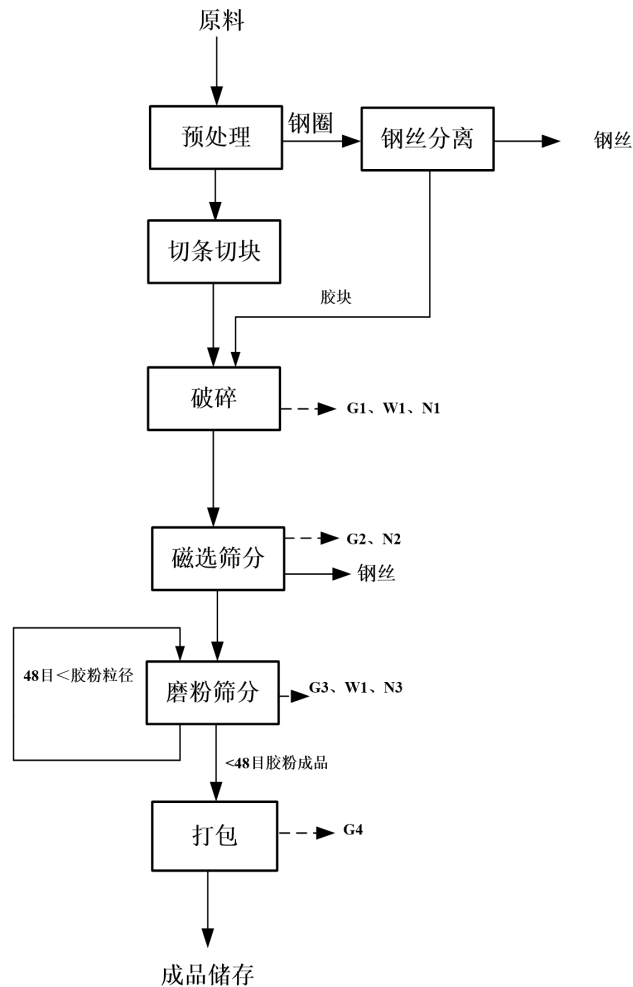 原料
预处理
钢圈
钢丝分离
钢丝
切条切块
胶块
破碎
G1、W1、N1
磁选筛分
G2、N2
钢丝
48目＜胶粉粒径
磨粉筛分
G3、W1、N3
<48目胶粉成品
打包
G4
成品储存